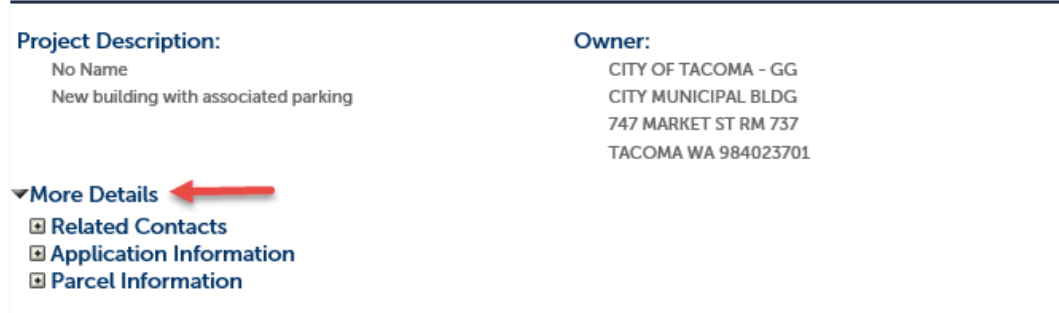 Project Description:
No Name
New building with associated parking
Owner:
CITY OF TACOMA - GG
CITY MUNICIPAL BLDG
747 MARKET ST RM 737
TACOMA WA 984023701
More Details
Related Contacts
Application Information
Parcel Information